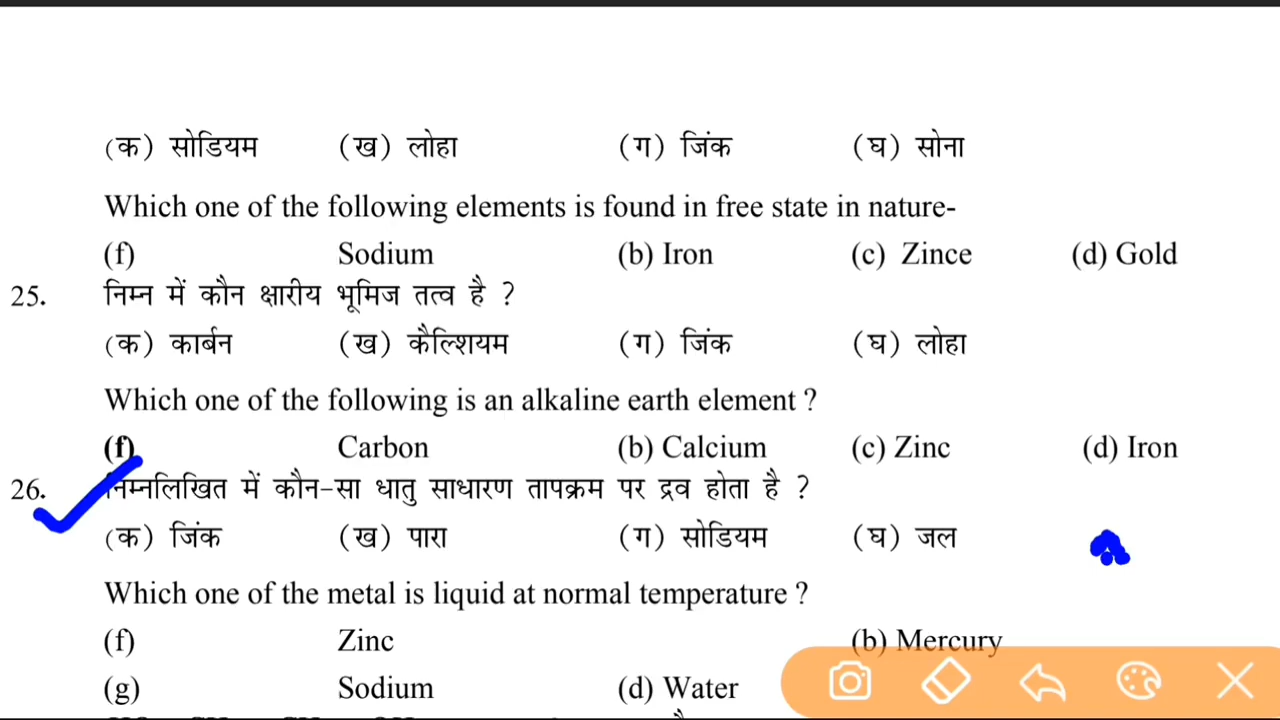 (क) सोडियम (ख) लोहा (ग) जिंक (घ) सोना
Which one of the following elements is found in free state in nature-
(f) Sodium (b) Iron (c) Zince (d) Gold
25. निम्न में कौन क्षारीय भूमिज तत्व है ?
(क) कार्बन (ख) कैल्शियम (ग) जिंक (घ) लोहा
Which one of the following is an alkaline earth element ?
(f) Carbon (b) Calcium (c) Zinc (d) Iron
26. निम्नलिखित में कौन-सा धातु साधारण तापक्रम पर द्रव होता है ?
(क) जिंक (ख) पारा (ग) सोडियम (घ) जल
Which one of the metal is liquid at normal temperature ?
(f) Zinc (b) Mercury
(g) Sodium (d) Water